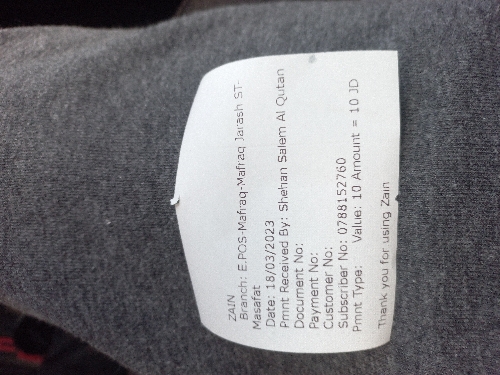 ZAIN
Branch: E.POS-Mafraq-Mafraq Jarash ST-
Masafat
Date: 18/03/2023
Pmnt Received By: Shehan Salem Al Qutan
Document No:
Payment No:
Customer No:
Subscriber No: 0788152760
Pmnt Type: Value: 10 Amount = 10 JD
Thank you for using Zain